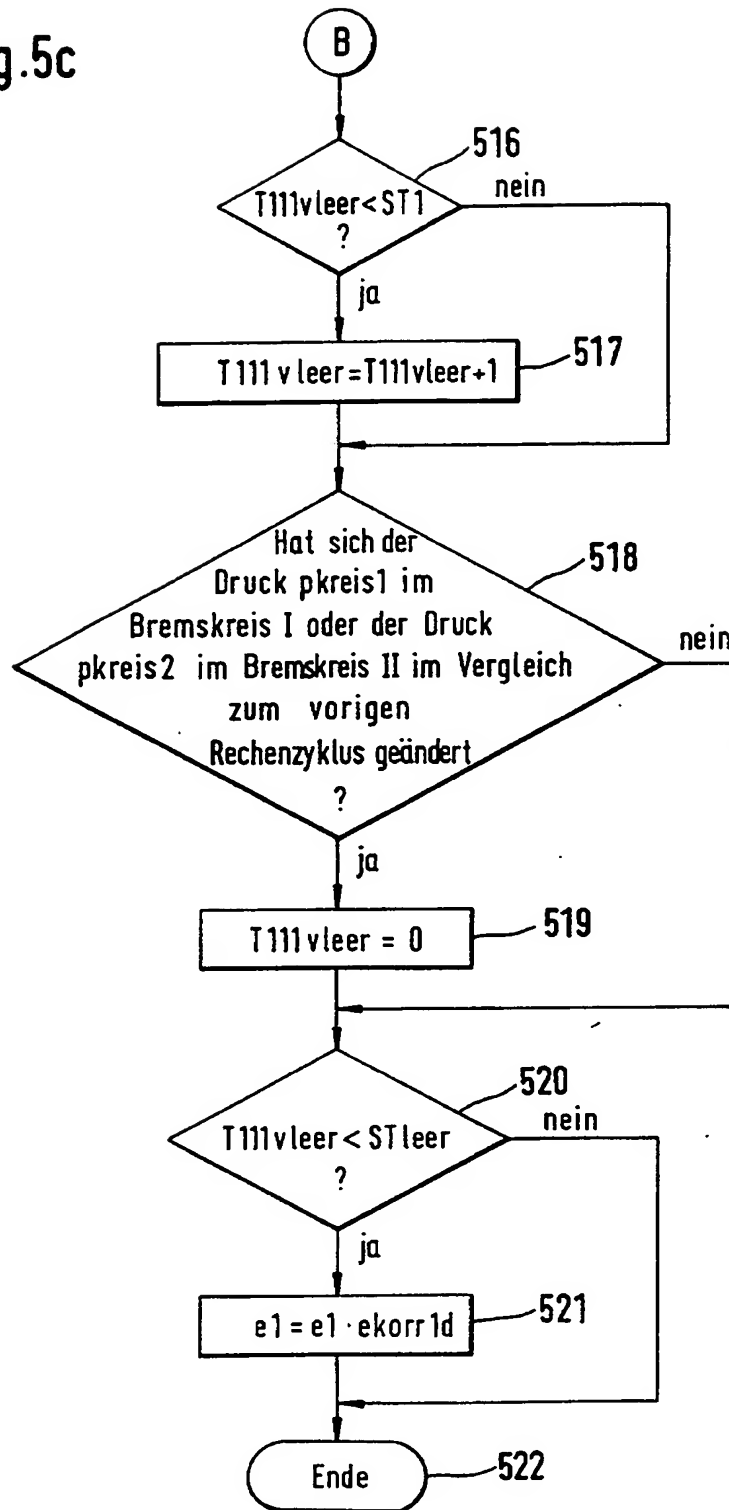 g.5c
B
516
T111vleer<ST1
?
nein
ja
T111vleer=T111vleer+1
517
Hat sich der
Druck pkreis1 im
Bremskreis I oder der Druck
pkreis2 im Bremskreis II im Vergleich
zum vorigen
Rechenzyklus geändert
?
518
nein
ja
T111vleer = 0
519
520
T111vleer < STleer
?
nein
ja
e1 = e1 · ekorr1d
521
Ende
522